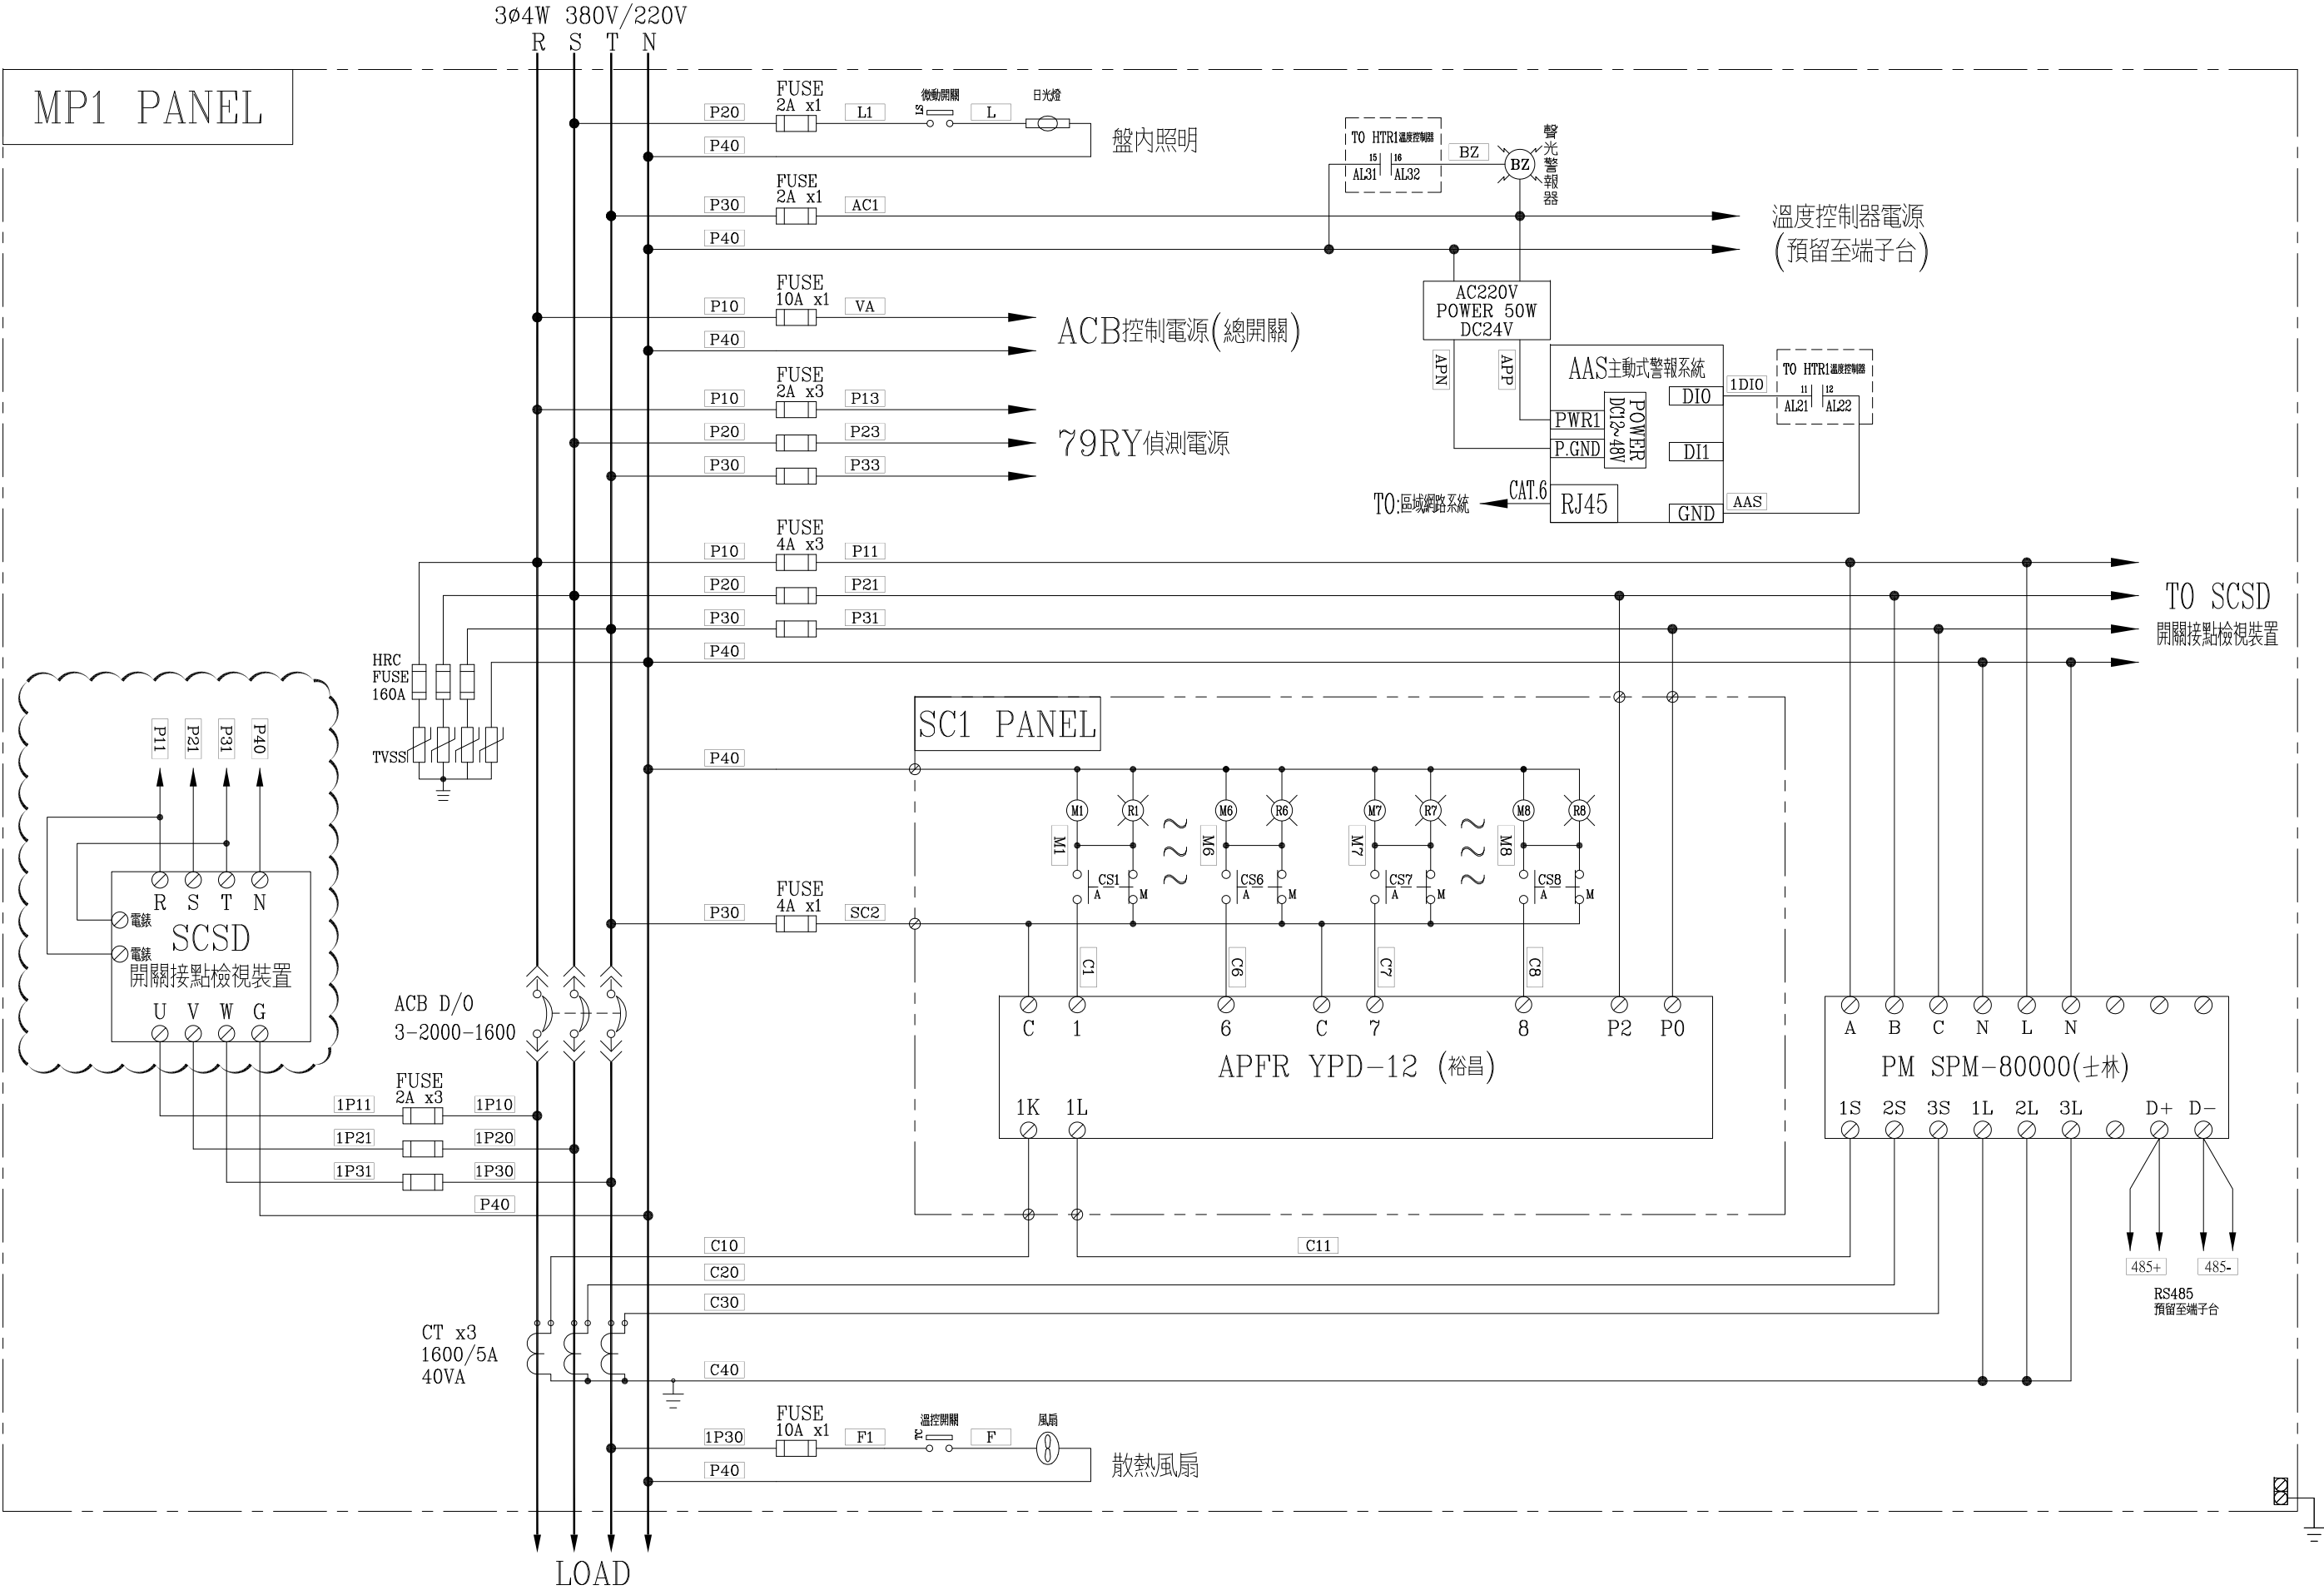 3ø4W 380V/220V
R S T N
MP1 PANEL
FUSE
2A x1
P20
L1
LS
微動開關
L
日光燈
P40
盤內照明
FUSE
2A x1
P30
AC1
P40
TO HTR1溫度控制器
15 16
AL31 AL32
BZ
BZ
聲光警報器
溫度控制器電源
(預留至端子台)
FUSE
10A x1
P10
VA
P40
ACB控制電源(總開關)
AC220V
POWER 50W
DC24V
APN
APP
FUSE
2A x3
P10
P13
P20
P23
P30
P33
79RY偵測電源
AAS主動式警報系統
PWR1
P.GND
POWER
DC12~48V
DI0
DI1
GND
RJ45
CAT.6
TO:區域網路系統
1DI0
TO HTR1溫度控制器
11 12
AL21 AL22
AAS
FUSE
4A x3
P10
P11
P20
P21
P30
P31
P40
TO SCSD
開關接點檢視裝置
HRC
FUSE
160A
TVSS
P11
P21
P31
P40
R S T N
電錶
電錶
SCSD
開關接點檢視裝置
U V W G
SC1 PANEL
P40
M1 R1 M6 R6 M7 R7 M8 R8
M1
M6
M7
M8
CS1
A M
CS6
A M
CS7
A M
CS8
A M
FUSE
4A x1
P30
SC2
C1
C6
C7
C8
C 1 6 C 7 8 P2 P0
APFR YPD-12 (裕昌)
1K 1L
A B C N L N
PM SPM-80000(士林)
1S 2S 3S 1L 2L 3L D+ D-
485+
485-
RS485
預留至端子台
ACB D/O
3-2000-1600
FUSE
2A x3
1P11
1P10
1P21
1P20
1P31
1P30
P40
C10
C11
C20
C30
CT x3
1600/5A
40VA
C40
FUSE
10A x1
1P30
F1
TC
溫控開關
F
風扇
P40
散熱風扇
LOAD